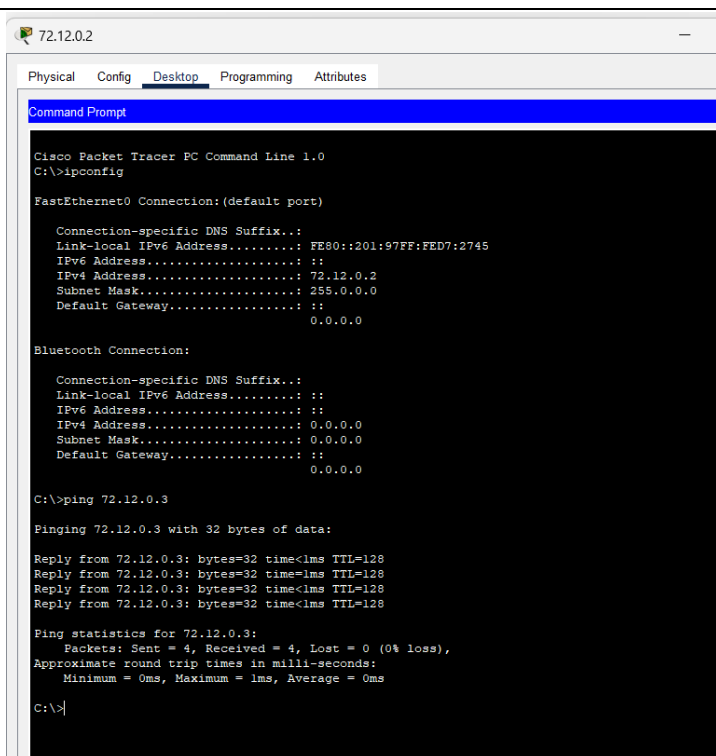 72.12.0.2
Physical Config Desktop Programming Attributes
Command Prompt
Cisco Packet Tracer PC Command Line 1.0
C:\>ipconfig
FastEthernet0 Connection:(default port)
Connection-specific DNS Suffix..:
Link-local IPv6 Address.........: FE80::201:97FF:FED7:2745
IPv6 Address....................: ::
IPv4 Address....................: 72.12.0.2
Subnet Mask.....................: 255.0.0.0
Default Gateway.................: ::
0.0.0.0
Bluetooth Connection:
Connection-specific DNS Suffix..:
Link-local IPv6 Address.........: ::
IPv6 Address....................: ::
IPv4 Address....................: 0.0.0.0
Subnet Mask.....................: 0.0.0.0
Default Gateway.................: ::
0.0.0.0
C:\>ping 72.12.0.3
Pinging 72.12.0.3 with 32 bytes of data:
Reply from 72.12.0.3: bytes=32 time<1ms TTL=128
Reply from 72.12.0.3: bytes=32 time=1ms TTL=128
Reply from 72.12.0.3: bytes=32 time<1ms TTL=128
Reply from 72.12.0.3: bytes=32 time<1ms TTL=128
Ping statistics for 72.12.0.3:
Packets: Sent = 4, Received = 4, Lost = 0 (0% loss),
Approximate round trip times in milli-seconds:
Minimum = 0ms, Maximum = 1ms, Average = 0ms
C:\>